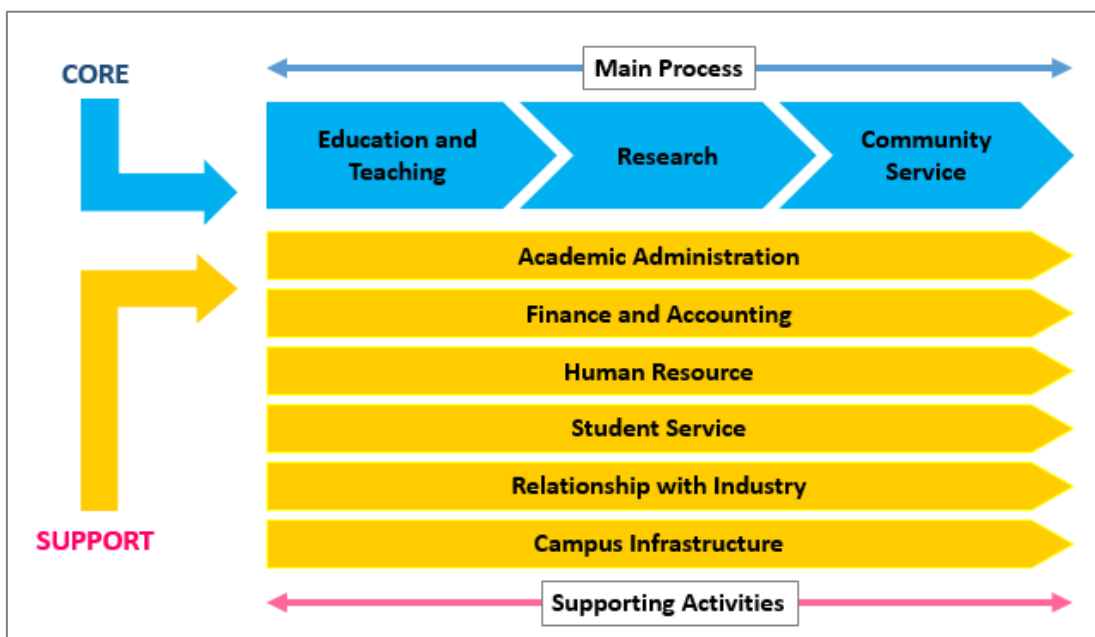 CORE
Main Process
Education and
Teaching
Research
Community
Service
Academic Administration
Finance and Accounting
Human Resource
Student Service
Relationship with Industry
Campus Infrastructure
SUPPORT
Supporting Activities